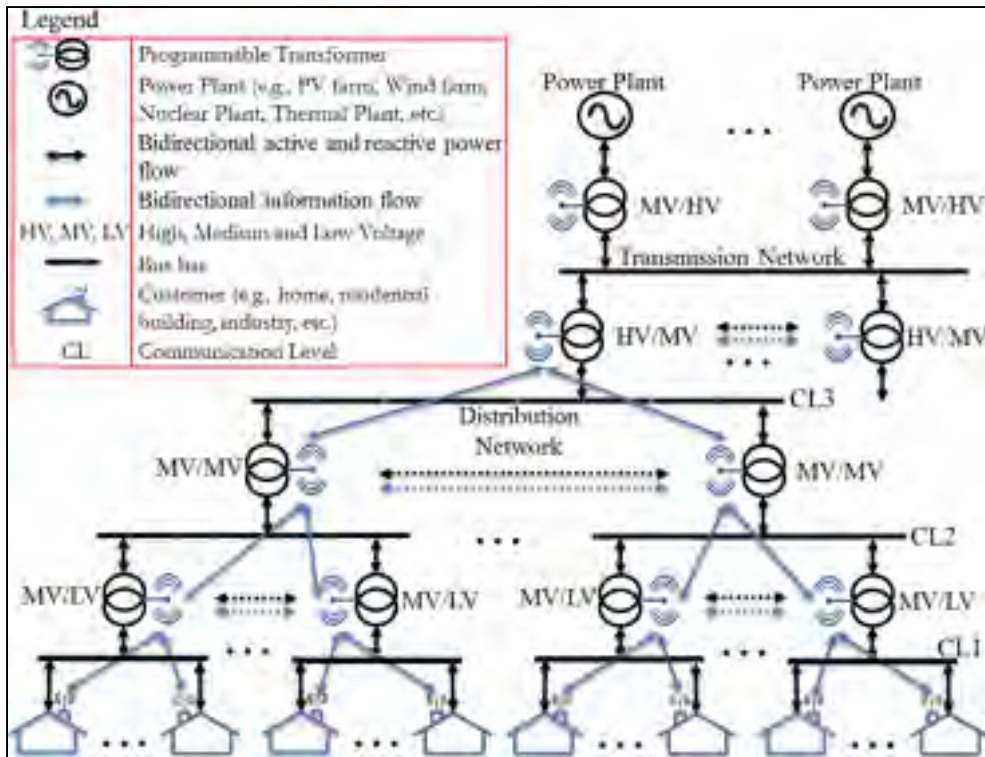 Legend
Programmable Transformer
Power Plant (e.g., PV farm, Wind farm,
Nuclear Plant, Thermal Plant, etc.)
Bidirectional active and reactive power
flow
Bidirectional information flow
HV, MV, LV High, Medium and Low Voltage
Bus bar
Customer (e.g., home, residential
building, industry, etc.)
CL Communication Level
Power Plant
Power Plant
MV/HV
MV/HV
Transmission Network
HV/MV
HV/MV
CL3
Distribution
Network
MV/MV
MV/MV
CL2
MV/LV
MV/LV
MV/LV
MV/LV
CL1